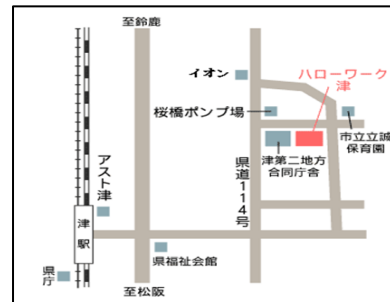 至鈴鹿
イオン
ハローワーク
津
桜橋ポンプ場
市立立誠
保育園
津第二地方
合同庁舎
県道114号
アスト津
津駅
県福祉会館
県庁
至松阪